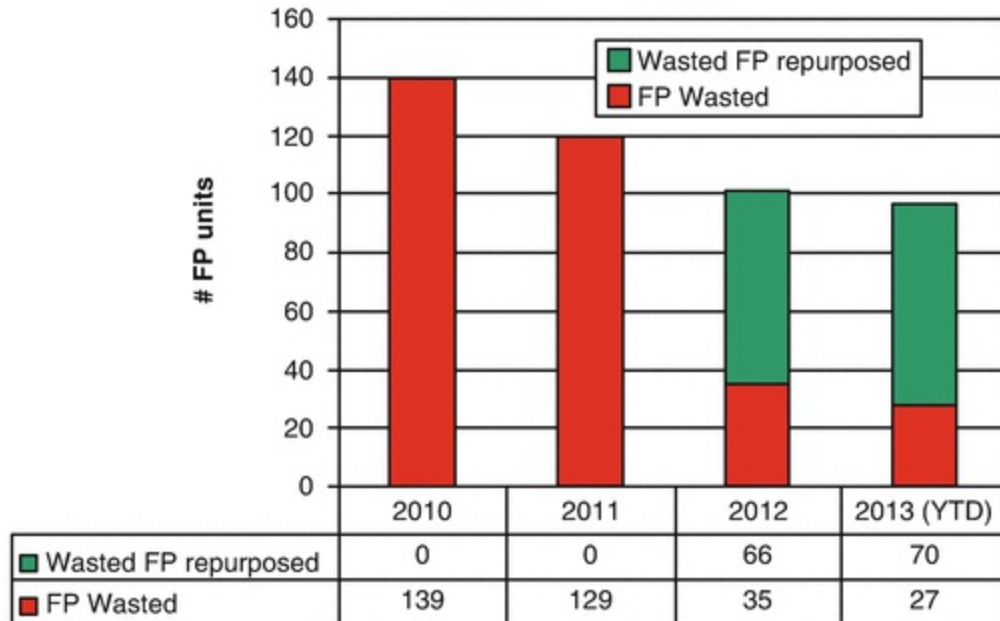 160
Wasted FP repurposed
140
FP Wasted
120
100
80
60
40
20
0
# FP units
2010 2011 2012 2013 (YTD)
Wasted FP repurposed 0 0 66 70
FP Wasted 139 129 35 27